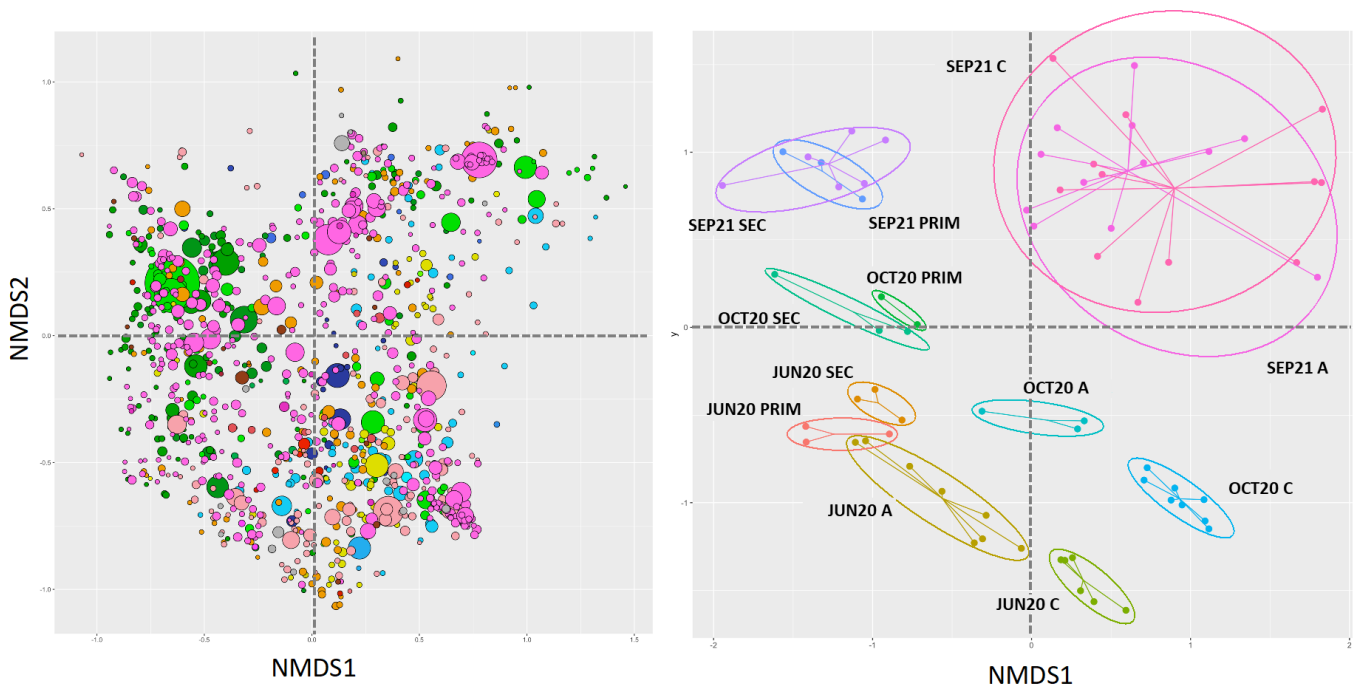 1.0
0.5
0.0
-0.5
-1.0
NMDS2
-1.0 -0.5 0.0 0.5 1.0 1.5
NMDS1
SEP21 C
SEP21 SEC
SEP21 PRIM
OCT20 PRIM
OCT20 SEC
SEP21 A
JUN20 SEC
OCT20 A
JUN20 PRIM
OCT20 C
JUN20 A
JUN20 C
1
0
-1
y
-2 -1 0 1 2
NMDS1